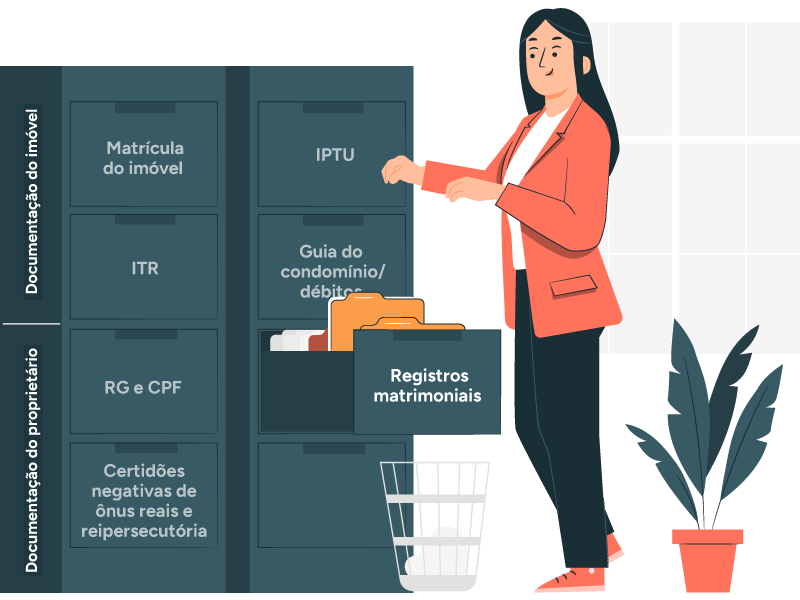 Documentação do imóvel
Matrícula
do imóvel
IPTU
ITR
Guia do
condomínio/
débitos
Documentação do proprietário
RG e CPF
Registros
matrimoniais
Certidões
negativas de
ônus reais e
reipersecutória